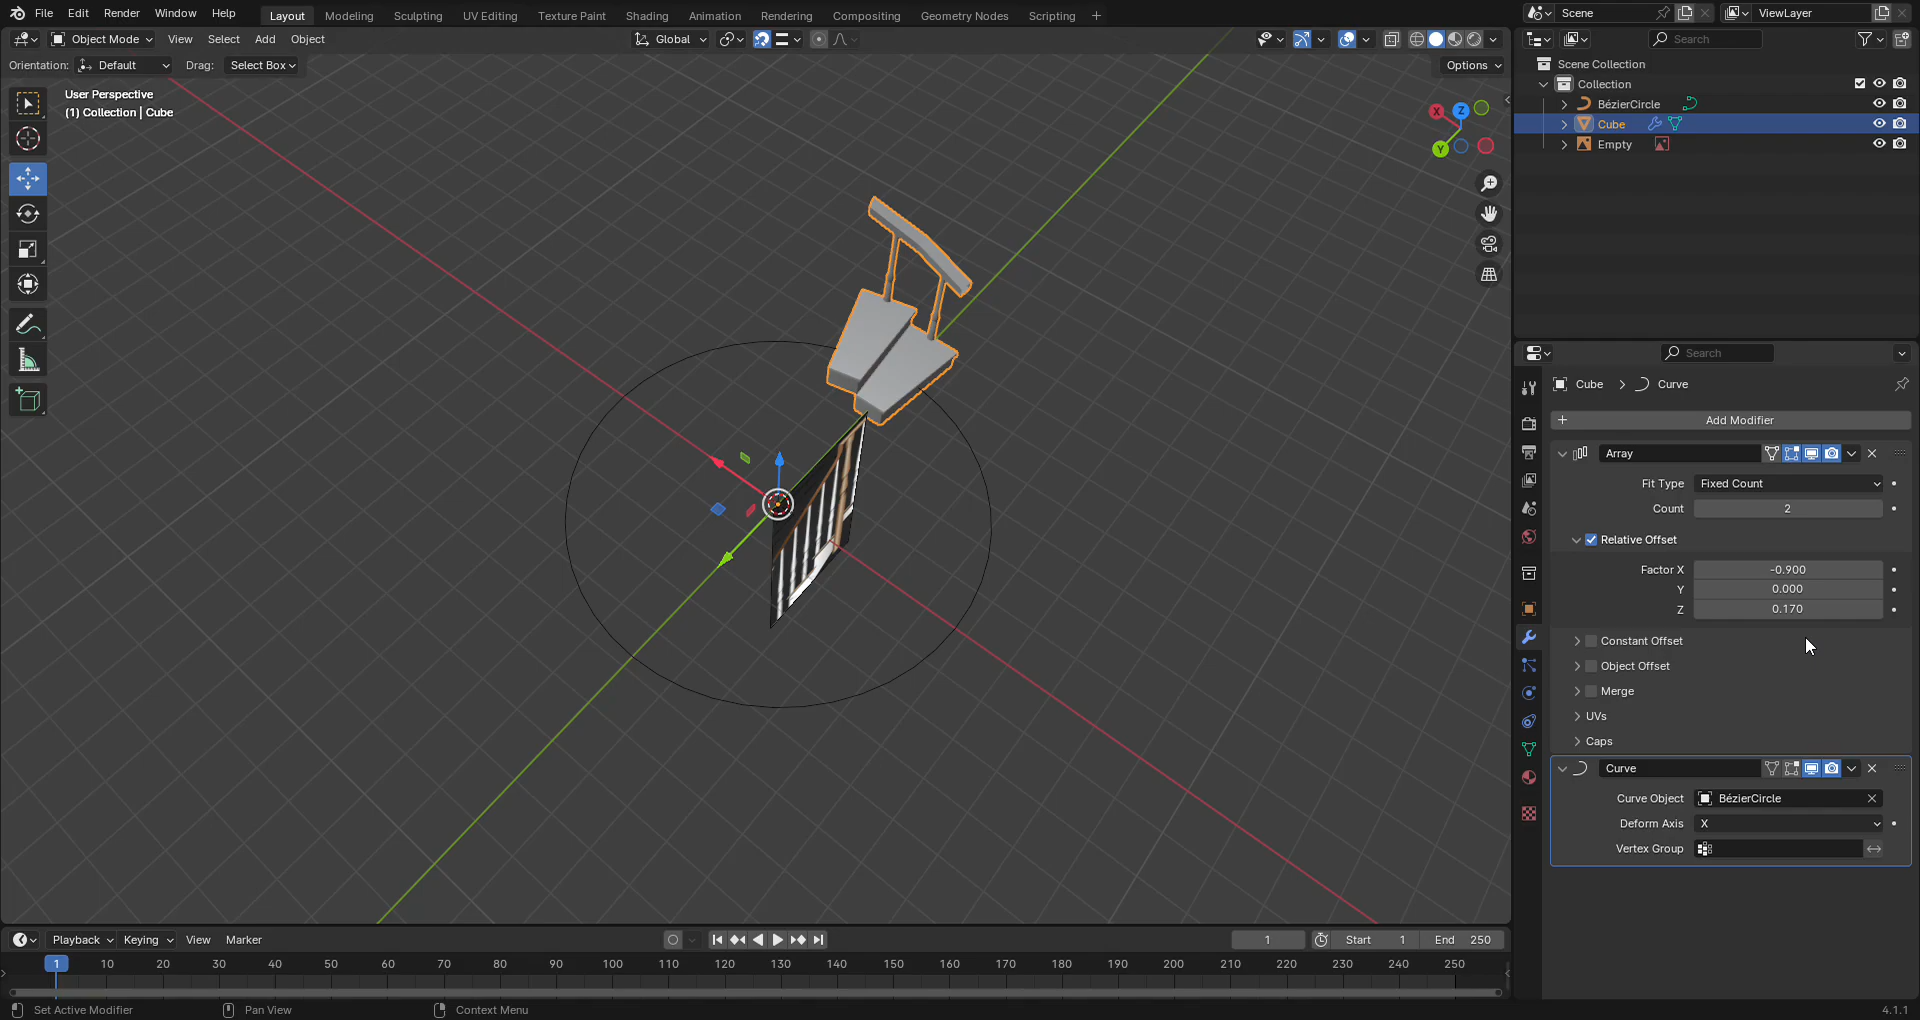 File Edit Render Window Help Layout Modeling Sculpting UV Editing Texture Paint Shading Animation Rendering Compositing Geometry Nodes Scripting
Scene ViewLayer
Object Mode View Select Add Object Global
Search
Orientation: Default Drag: Select Box Options
User Perspective
(1) Collection | Cube
X Z Y
Scene Collection
Collection
BézierCircle
Cube
Empty
Search
Cube Curve
Add Modifier
Array
Fit Type Fixed Count
Count 2
Relative Offset
Factor X -0.900
Y 0.000
Z 0.170
Constant Offset
Object Offset
Merge
UVs
Caps
Curve
Curve Object BézierCircle
Deform Axis X
Vertex Group
Playback Keying View Marker 1 Start 1 End 250
1 10 20 30 40 50 60 70 80 90 100 110 120 130 140 150 160 170 180 190 200 210 220 230 240 250
Set Active Modifier Pan View Context Menu 4.1.1